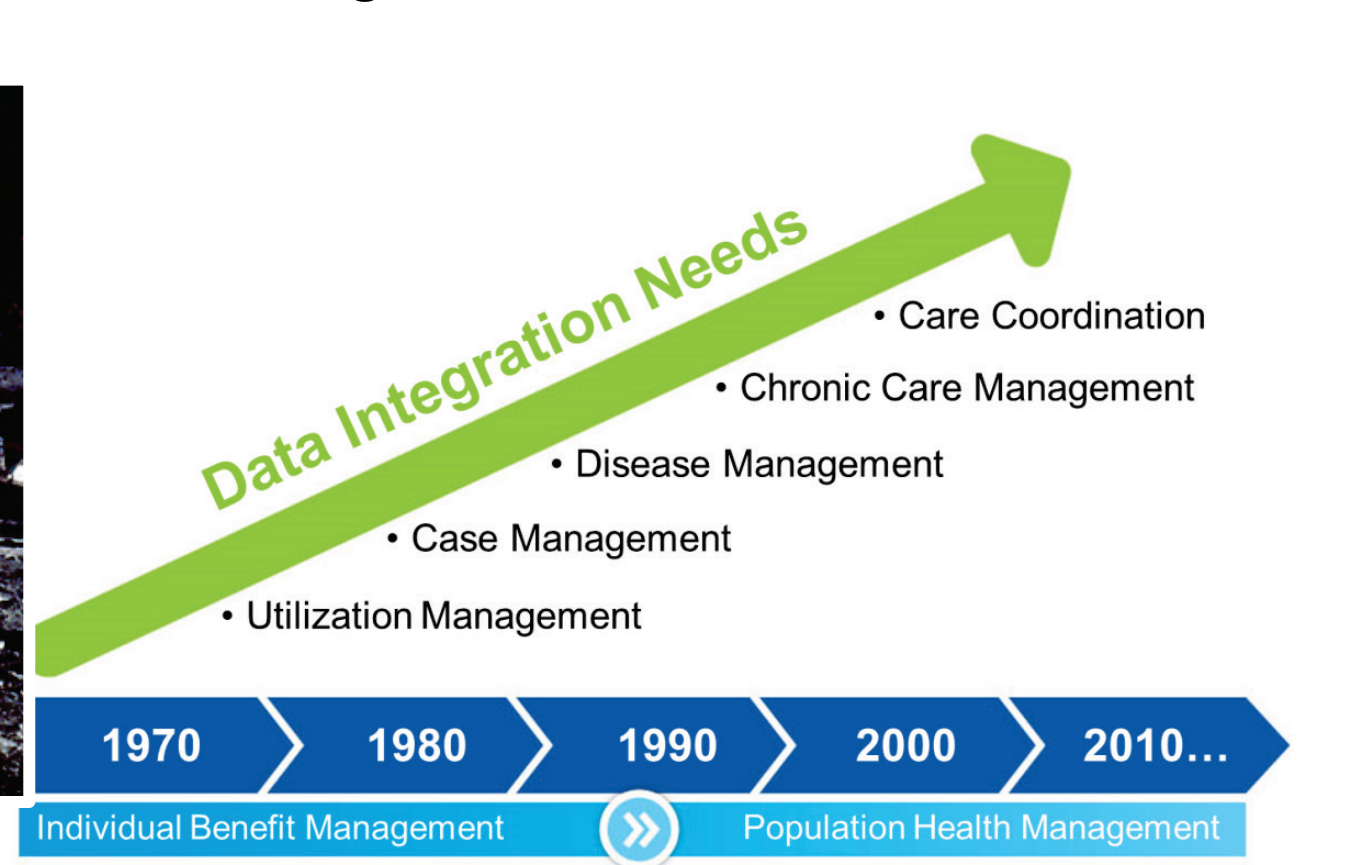 Data Integration Needs
• Care Coordination
• Chronic Care Management
• Disease Management
• Case Management
• Utilization Management
1970 1980 1990 2000 2010...
Individual Benefit Management Population Health Management